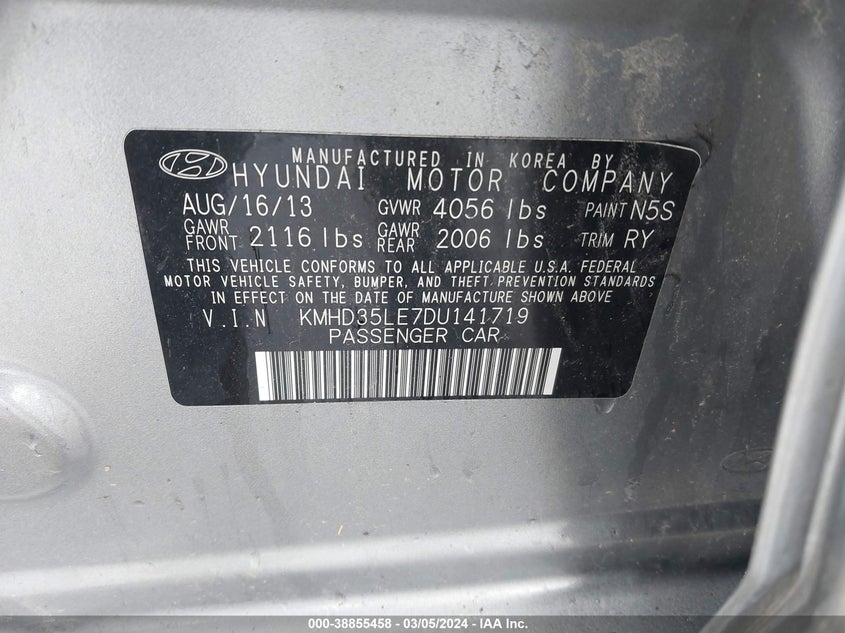 MANUFACTURED IN KOREA BY
HYUNDAI MOTOR COMPANY
AUG/16/13 GVWR 4056 lbs PAINT N5S
GAWR FRONT 2116 lbs GAWR REAR 2006 lbs TRIM RY
THIS VEHICLE CONFORMS TO ALL APPLICABLE U.S.A. FEDERAL
MOTOR VEHICLE SAFETY, BUMPER, AND THEFT PREVENTION STANDARDS
IN EFFECT ON THE DATE OF MANUFACTURE SHOWN ABOVE
V.I.N KMHD35LE7DU141719
PASSENGER CAR
000-38855458 - 03/05/2024 - IAA Inc.